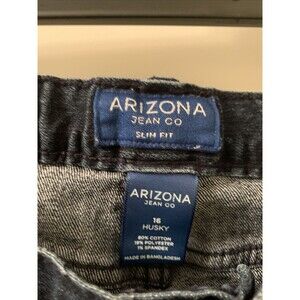 ARIZONA
JEAN CO
SLIM FIT
ARIZONA
JEAN CO
16
HUSKY
80% COTTON
19% POLYESTER
1% SPANDEX
MADE IN BANGLADESH